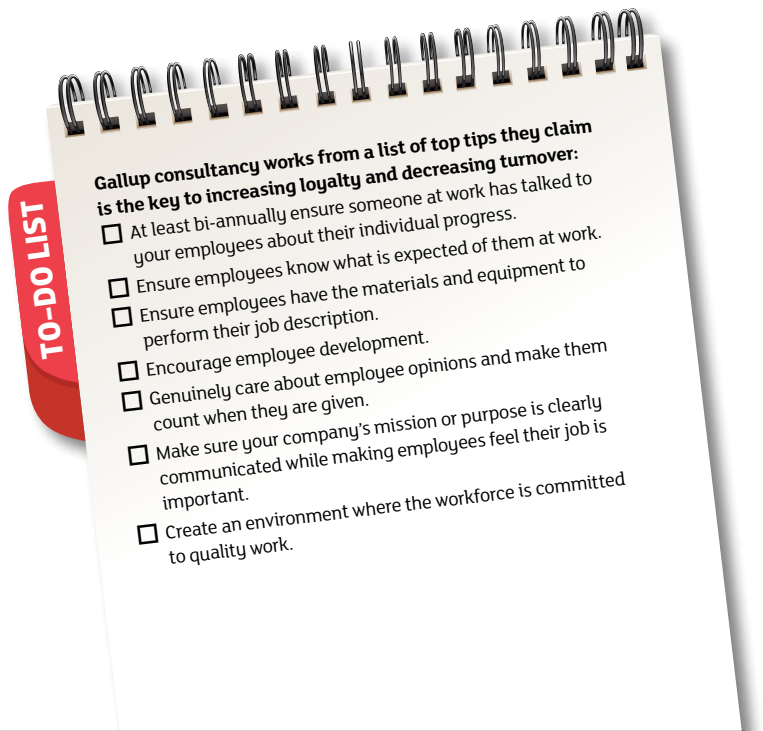 TO-DO LIST
Gallup consultancy works from a list of top tips they claim
is the key to increasing loyalty and decreasing turnover:
At least bi-annually ensure someone at work has talked to
your employees about their individual progress.
Ensure employees know what is expected of them at work.
Ensure employees have the materials and equipment to
perform their job description.
Encourage employee development.
Genuinely care about employee opinions and make them
count when they are given.
Make sure your company's mission or purpose is clearly
communicated while making employees feel their job is
important.
Create an environment where the workforce is committed
to quality work.